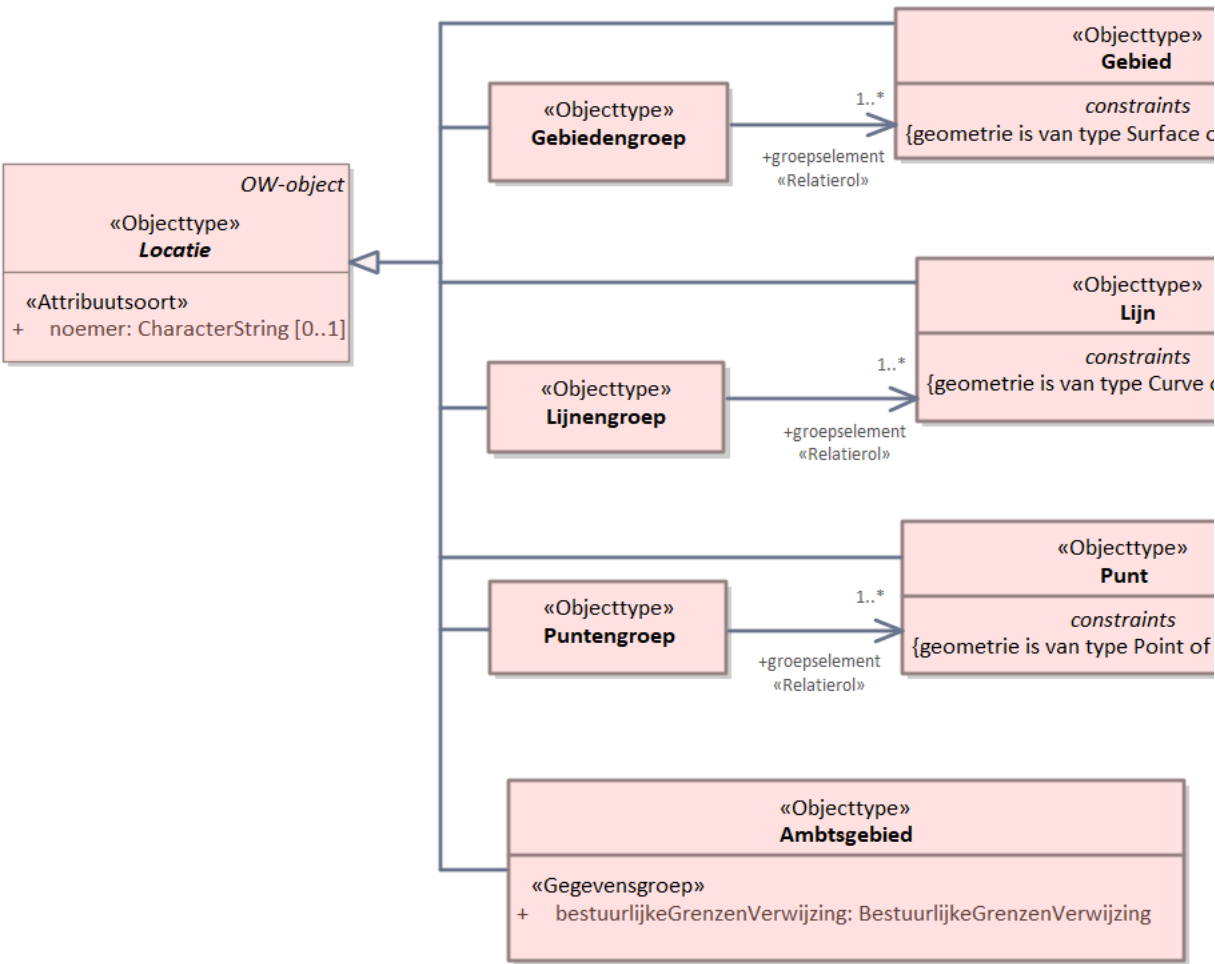 OW-object
«Objecttype»
Locatie
«Attribuutsoort»
+ noemer: CharacterString [0..1]
«Objecttype»
Gebiedengroep
1..*
+groepselement
«Relatierol»
«Objecttype»
Gebied
constraints
{geometrie is van type Surface
«Objecttype»
Lijnengroep
1..*
+groepselement
«Relatierol»
«Objecttype»
Lijn
constraints
{geometrie is van type Curve
«Objecttype»
Puntengroep
1..*
+groepselement
«Relatierol»
«Objecttype»
Punt
constraints
{geometrie is van type Point of
«Objecttype»
Ambtsgebied
«Gegevensgroep»
+ bestuurlijkeGrenzenVerwijzing: BestuurlijkeGrenzenVerwijzing